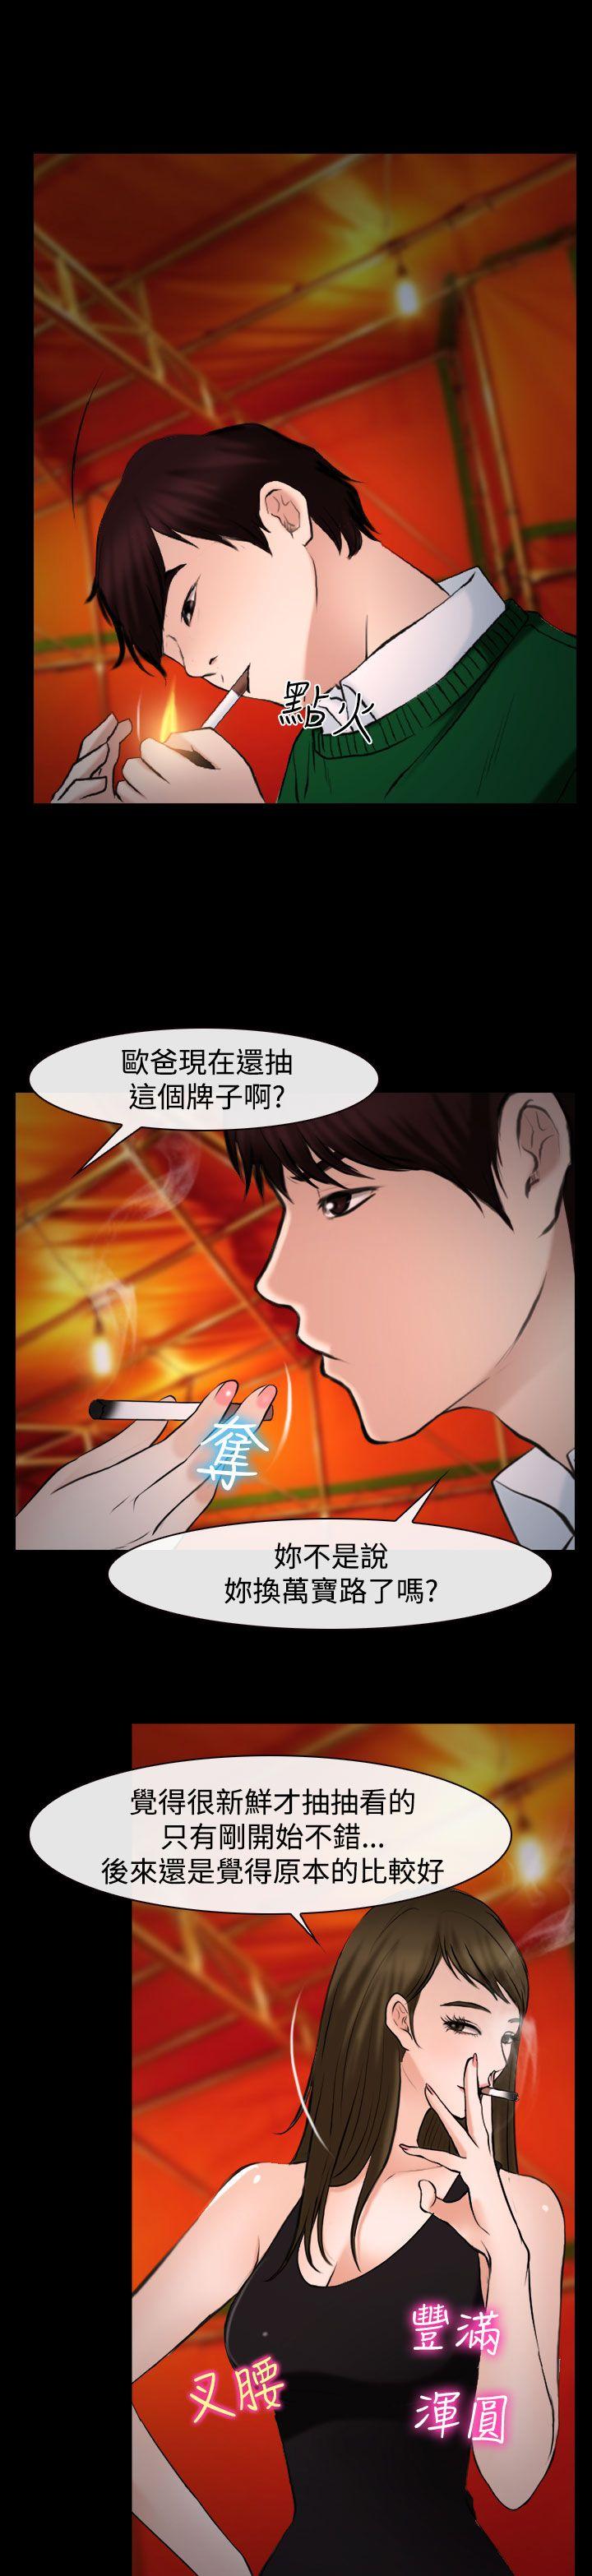 點火
歐爸現在還抽
這個牌子啊?
奪
妳不是說
妳換萬寶路了嗎?
覺得很新鮮才抽抽看的
只有剛開始不錯...
後來還是覺得原本的比較好
豐滿
叉腰
渾圓